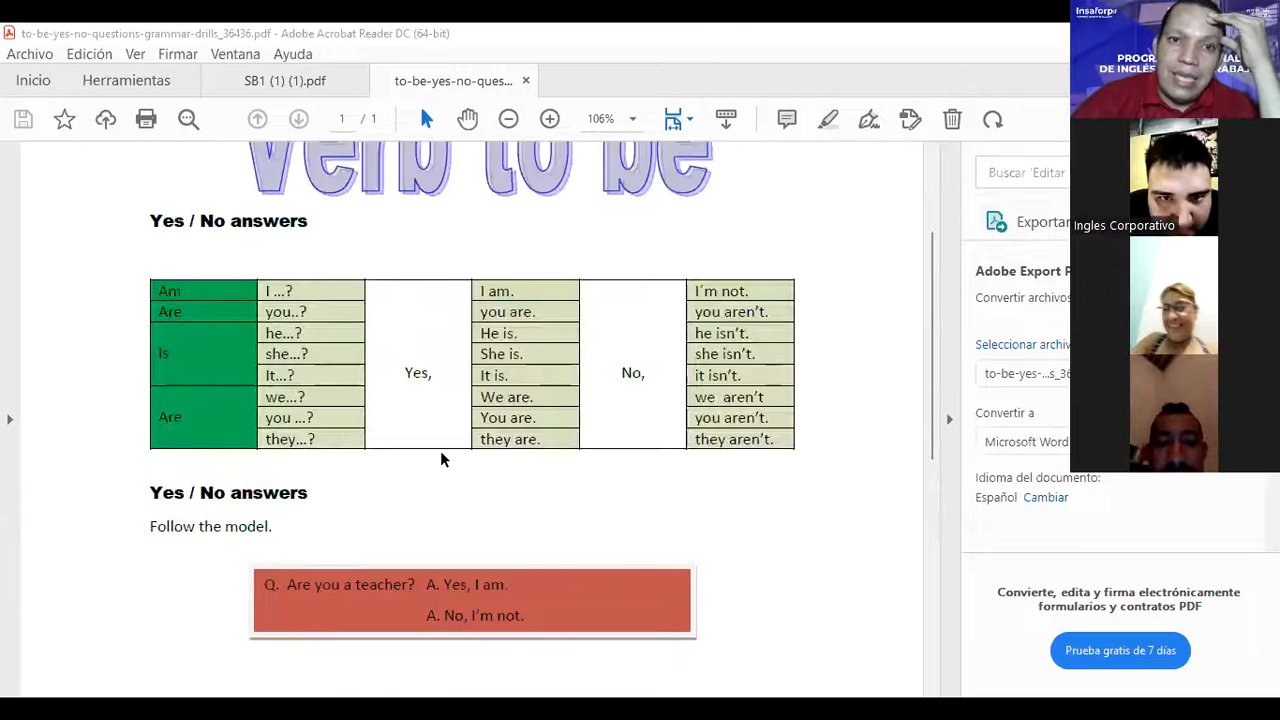 to-be-yes-no-questions-grammar-drills_36436.pdf - Adobe Acrobat Reader DC (64-bit)
Archivo Edición Ver Firmar Ventana Ayuda
Inicio Herramientas SB1 (1) (1).pdf to-be-yes-no-ques... ×
1 / 1 106%
verb to be
Yes / No answers
Am I ...? Yes, I am. No, I´m not.
Are you..? you are. you aren't.
Is he...? He is. he isn't.
she...? She is. she isn't.
It...? It is. it isn't.
Are we...? We are. we aren't
you ...? You are. you aren't.
they...? they are. they aren't.
Yes / No answers
Follow the model.
Q. Are you a teacher? A. Yes, I am.
A. No, I'm not.
Buscar 'Editar
Exportar
Adobe Export P
Convertir archivos
Seleccionar archiv
to-be-yes-...s_36
Convertir a
Microsoft Word
Idioma del documento:
Español Cambiar
Convierte, edita y firma electrónicamente
formularios y contratos PDF
Prueba gratis de 7 días
Insaforp
DE INGLÉS
Ingles Corporativo